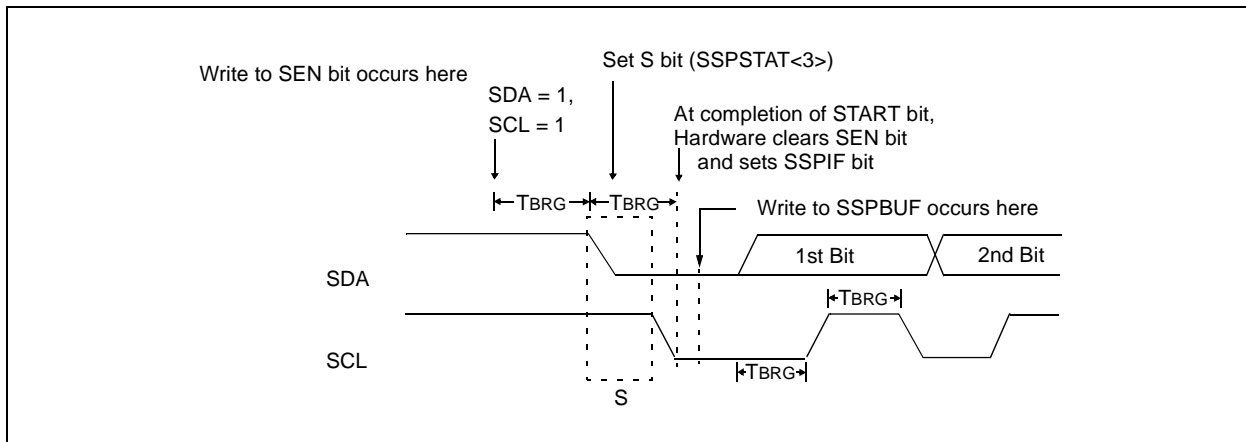 Write to SEN bit occurs here
Set S bit (SSPSTAT<3>)
SDA = 1,
SCL = 1
At completion of START bit,
Hardware clears SEN bit
and sets SSPIF bit
TBRG
TBRG
Write to SSPBUF occurs here
SDA
1st Bit
2nd Bit
TBRG
SCL
TBRG
S